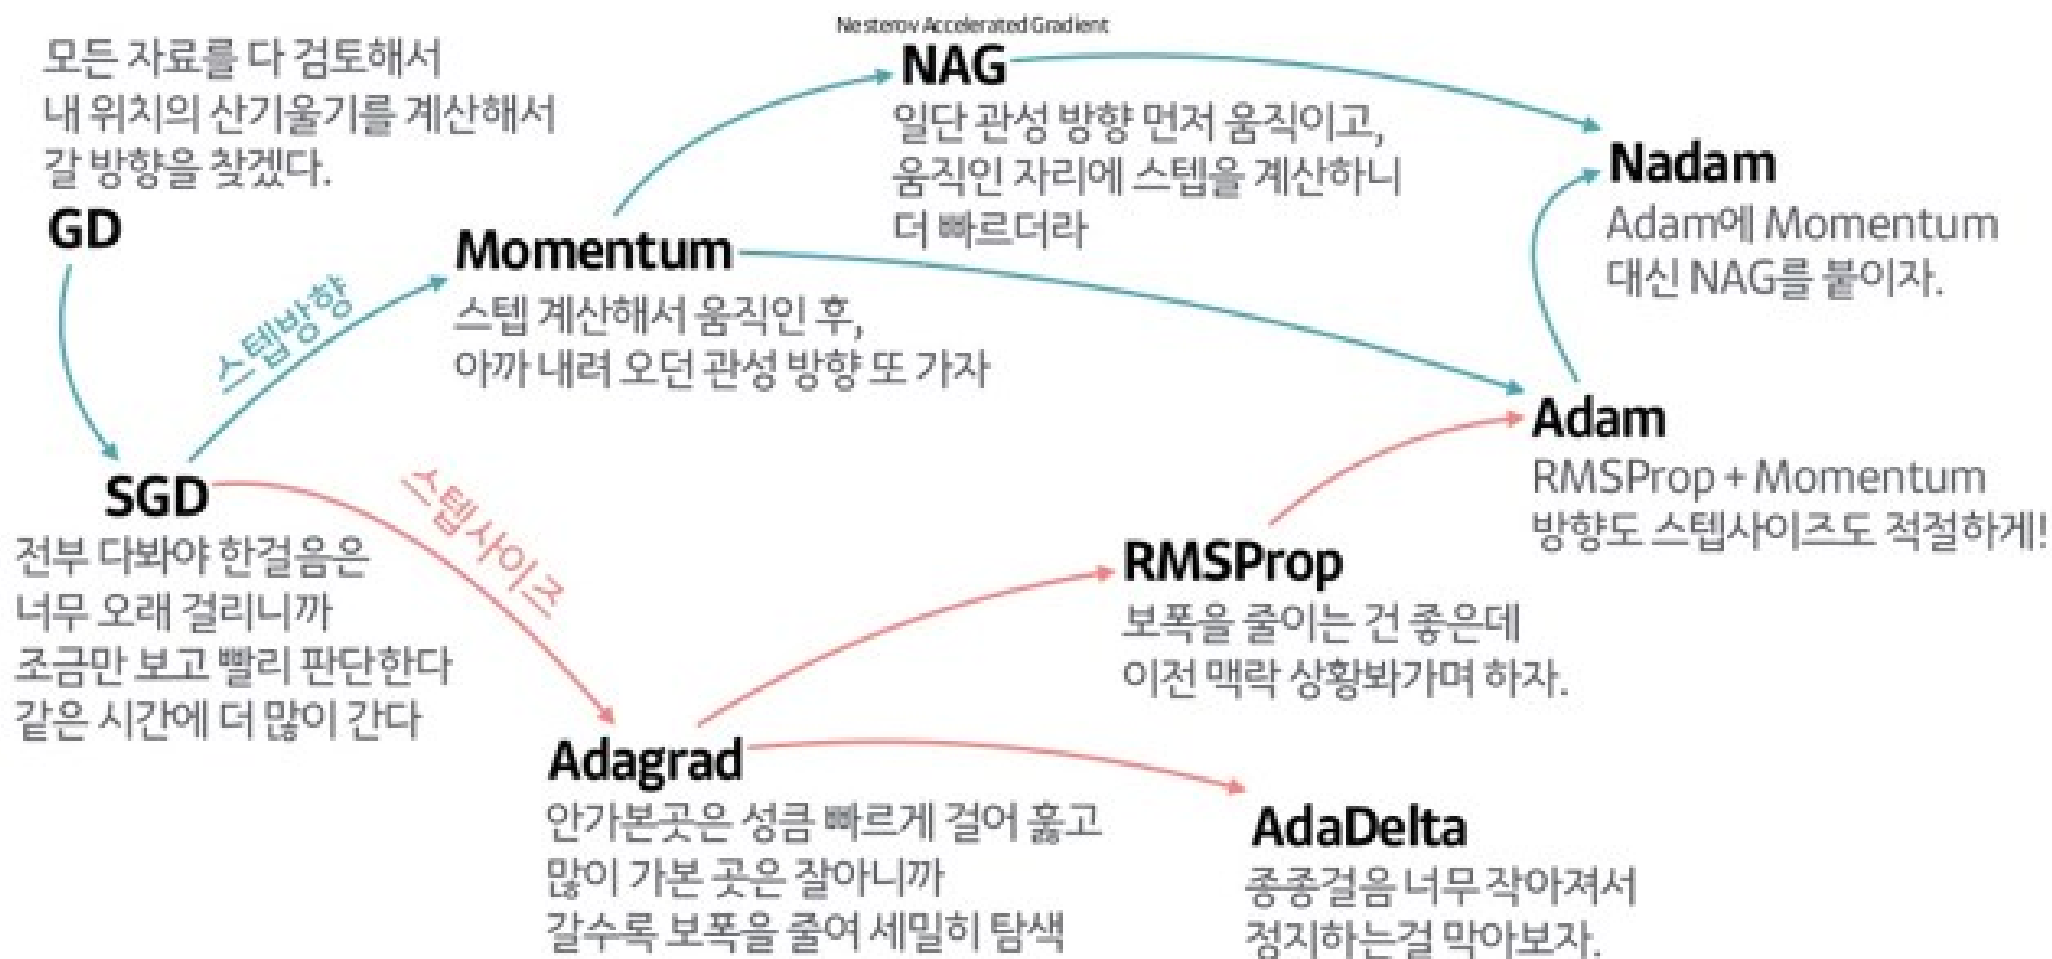 모든 자료를 다 검토해서
내 위치의 산기울기를 계산해서
갈 방향을 찾겠다.
GD
스텝방향
SGD
전부 다봐야 한걸음은
너무 오래 걸리니까
조금만 보고 빨리 판단한다
같은 시간에 더 많이 간다
Momentum
스텝 계산해서 움직인 후,
아까 내려 오던 관성 방향 또 가자
Nesterov Accelerated Gradient
NAG
일단 관성 방향 먼저 움직이고,
움직인 자리에 스텝을 계산하니
더 빠르더라
Nadam
Adam에 Momentum
대신 NAG를 붙이자.
Adam
RMSProp + Momentum
방향도 스텝사이즈도 적절하게!
스텝사이즈
Adagrad
안가본곳은 성큼 빠르게 걸어 훓고
많이 가본 곳은 잘아니까
갈수록 보폭을 줄여 세밀히 탐색
RMSProp
보폭을 줄이는 건 좋은데
이전 맥락 상황봐가며 하자.
AdaDelta
종종걸음 너무 작아져서
정지하는걸 막아보자.